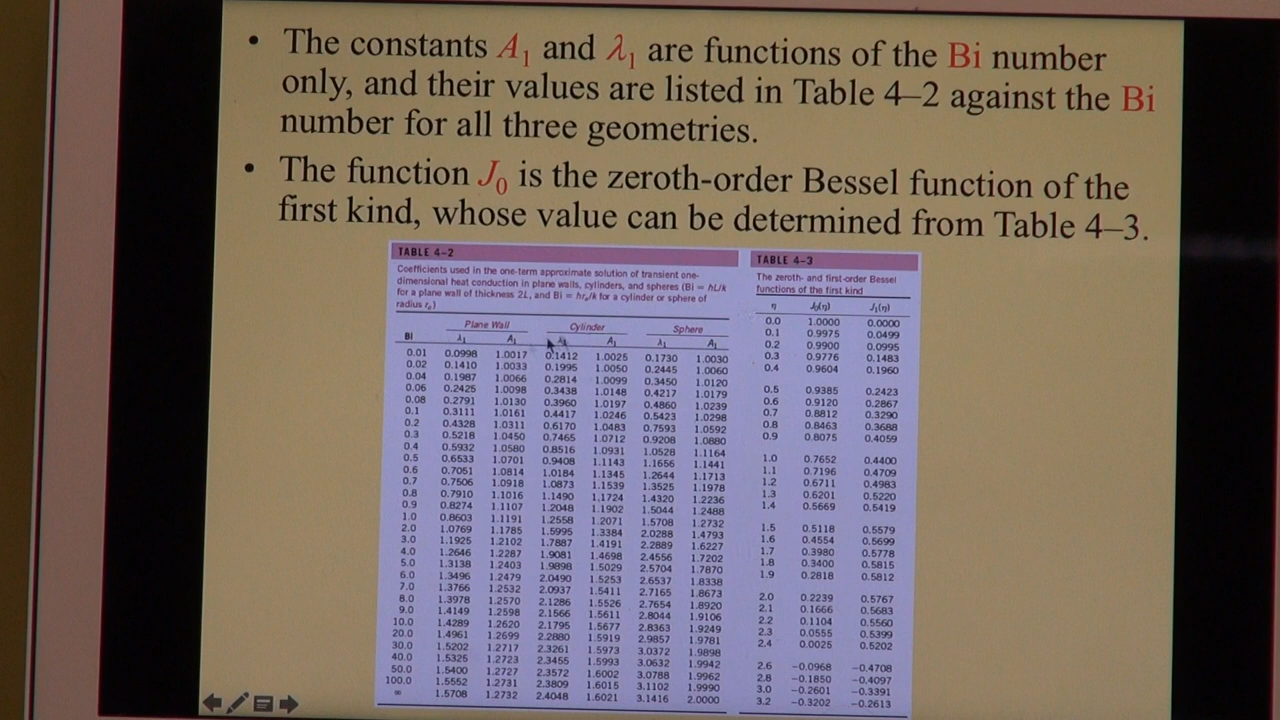 • The constants A1 and λ1 are functions of the Bi number
only, and their values are listed in Table 4–2 against the Bi
number for all three geometries.
• The function J0 is the zeroth-order Bessel function of the
first kind, whose value can be determined from Table 4–3.
TABLE 4–2
Coefficients used in the one-term approximate solution of transient one-
dimensional heat conduction in plane walls, cylinders, and spheres (Bi = hL/k
for a plane wall of thickness 2L, and Bi = hro/k for a cylinder or sphere of
radius ro)
Plane Wall Cylinder Sphere
Bi λ1 A1 λ1 A1 λ1 A1
0.01 0.0998 1.0017 0.1412 1.0025 0.1730 1.0030
0.02 0.1410 1.0033 0.1995 1.0050 0.2445 1.0060
0.04 0.1987 1.0066 0.2814 1.0099 0.3450 1.0120
0.06 0.2425 1.0098 0.3438 1.0148 0.4217 1.0179
0.08 0.2791 1.0130 0.3960 1.0197 0.4860 1.0239
0.1 0.3111 1.0161 0.4417 1.0246 0.5423 1.0298
0.2 0.4328 1.0311 0.6170 1.0483 0.7593 1.0592
0.3 0.5218 1.0450 0.7465 1.0712 0.9208 1.0880
0.4 0.5932 1.0580 0.8516 1.0931 1.0528 1.1164
0.5 0.6533 1.0701 0.9408 1.1143 1.1656 1.1441
0.6 0.7051 1.0814 1.0184 1.1345 1.2644 1.1713
0.7 0.7506 1.0918 1.0873 1.1539 1.3525 1.1978
0.8 0.7910 1.1016 1.1490 1.1724 1.4320 1.2236
0.9 0.8274 1.1107 1.2048 1.1902 1.5044 1.2488
1.0 0.8603 1.1191 1.2558 1.2071 1.5708 1.2732
2.0 1.0769 1.1785 1.5995 1.3384 2.0288 1.4793
3.0 1.1925 1.2102 1.7887 1.4191 2.2889 1.6227
4.0 1.2646 1.2287 1.9081 1.4698 2.4556 1.7202
5.0 1.3138 1.2403 1.9898 1.5029 2.5704 1.7870
6.0 1.3496 1.2479 2.0490 1.5253 2.6537 1.8338
7.0 1.3766 1.2532 2.0937 1.5411 2.7165 1.8673
8.0 1.3978 1.2570 2.1286 1.5526 2.7654 1.8920
9.0 1.4149 1.2598 2.1566 1.5611 2.8044 1.9106
10.0 1.4289 1.2620 2.1795 1.5677 2.8363 1.9249
20.0 1.4961 1.2699 2.2880 1.5919 2.9857 1.9781
30.0 1.5202 1.2717 2.3261 1.5973 3.0372 1.9898
40.0 1.5325 1.2723 2.3455 1.5993 3.0632 1.9942
50.0 1.5400 1.2727 2.3572 1.6002 3.0788 1.9962
100.0 1.5552 1.2731 2.3809 1.6015 3.1102 1.9990
∞ 1.5708 1.2732 2.4048 1.6021 3.1416 2.0000
TABLE 4–3
The zeroth- and first-order Bessel
functions of the first kind
η J0(η) J1(η)
0.0 1.0000 0.0000
0.1 0.9975 0.0499
0.2 0.9900 0.0995
0.3 0.9776 0.1483
0.4 0.9604 0.1960
0.5 0.9385 0.2423
0.6 0.9120 0.2867
0.7 0.8812 0.3290
0.8 0.8463 0.3688
0.9 0.8075 0.4059
1.0 0.7652 0.4400
1.1 0.7196 0.4709
1.2 0.6711 0.4983
1.3 0.6201 0.5220
1.4 0.5669 0.5419
1.5 0.5118 0.5579
1.6 0.4554 0.5699
1.7 0.3980 0.5778
1.8 0.3400 0.5815
1.9 0.2818 0.5812
2.0 0.2239 0.5767
2.1 0.1666 0.5683
2.2 0.1104 0.5560
2.3 0.0555 0.5399
2.4 0.0025 0.5202
2.6 −0.0968 −0.4708
2.8 −0.1850 −0.4097
3.0 −0.2601 −0.3391
3.2 −0.3202 −0.2613